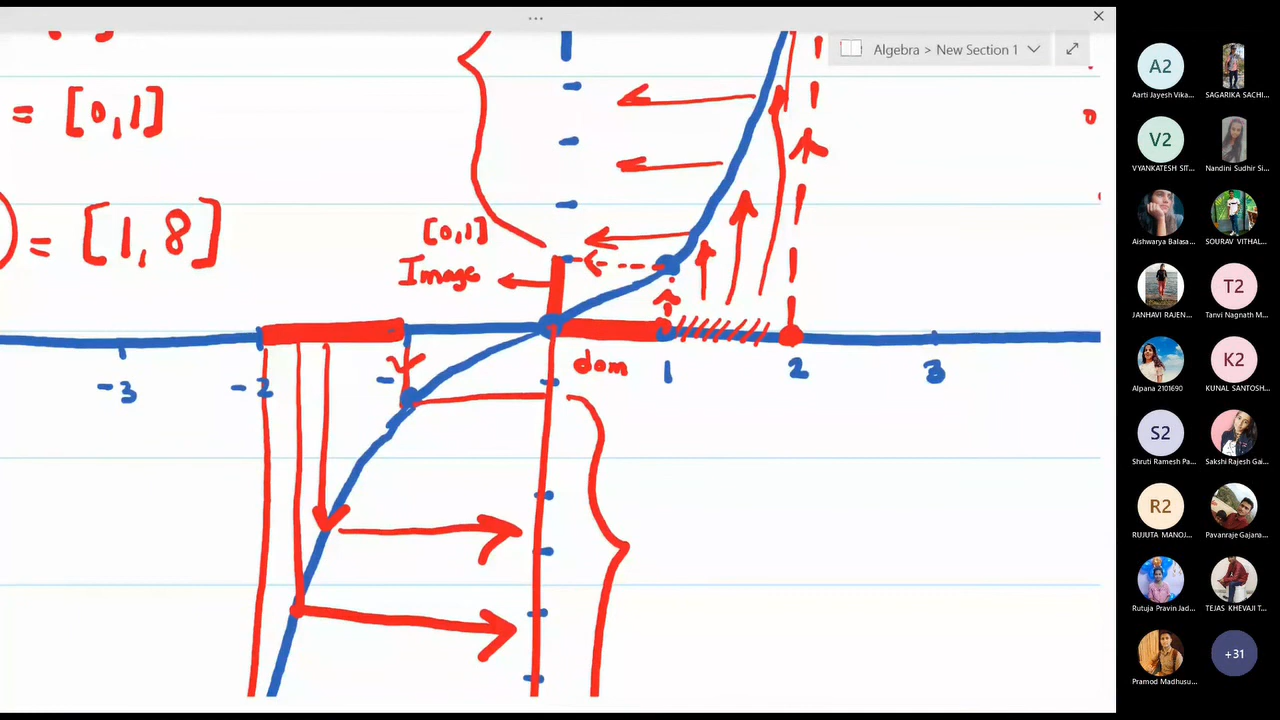 Algebra > New Section 1
= [0,1]
) = [1,8]
[0,1]
Image
dom
-3
-2
-
1
2
3
A2
Aarti Jayesh Vika...
SAGARIKA SACHI...
V2
VYANKATESH SIT...
Nandini Sudhir Si...
Aishwarya Balasa...
SOURAV VITHAL...
JANHAVI RAJEN...
T2
Tanvi Nagnath M...
Alpana 2101690
K2
KUNAL SANTOSH...
S2
Shruti Ramesh Pa...
Sakshi Rajesh Gai...
R2
RUJUTA MANOJ...
Pavanraje Gajana...
Rutuja Pravin Jad...
TEJAS KHEVAJI T...
Pramod Madhusu...
+31